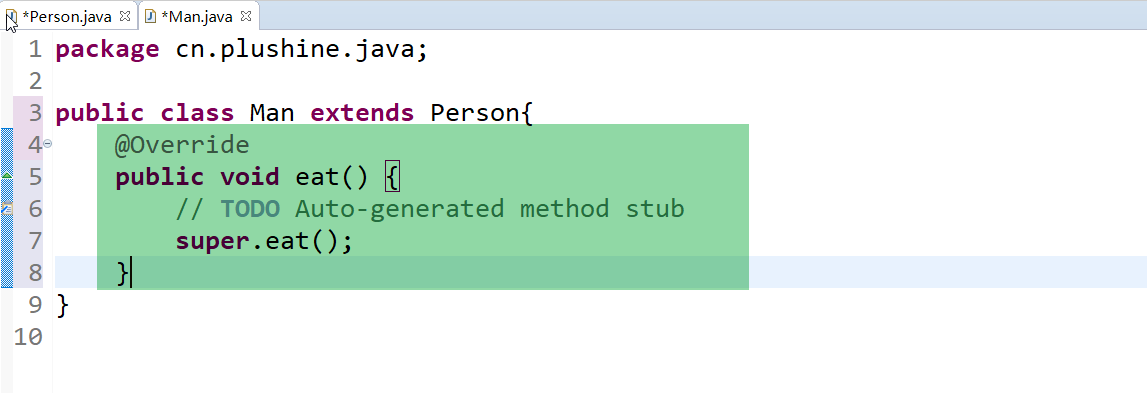 *Person.java *Man.java
1 package cn.plushine.java;
2
3 public class Man extends Person{
4 @Override
5 public void eat() {
6 // TODO Auto-generated method stub
7 super.eat();
8 }
9 }
10